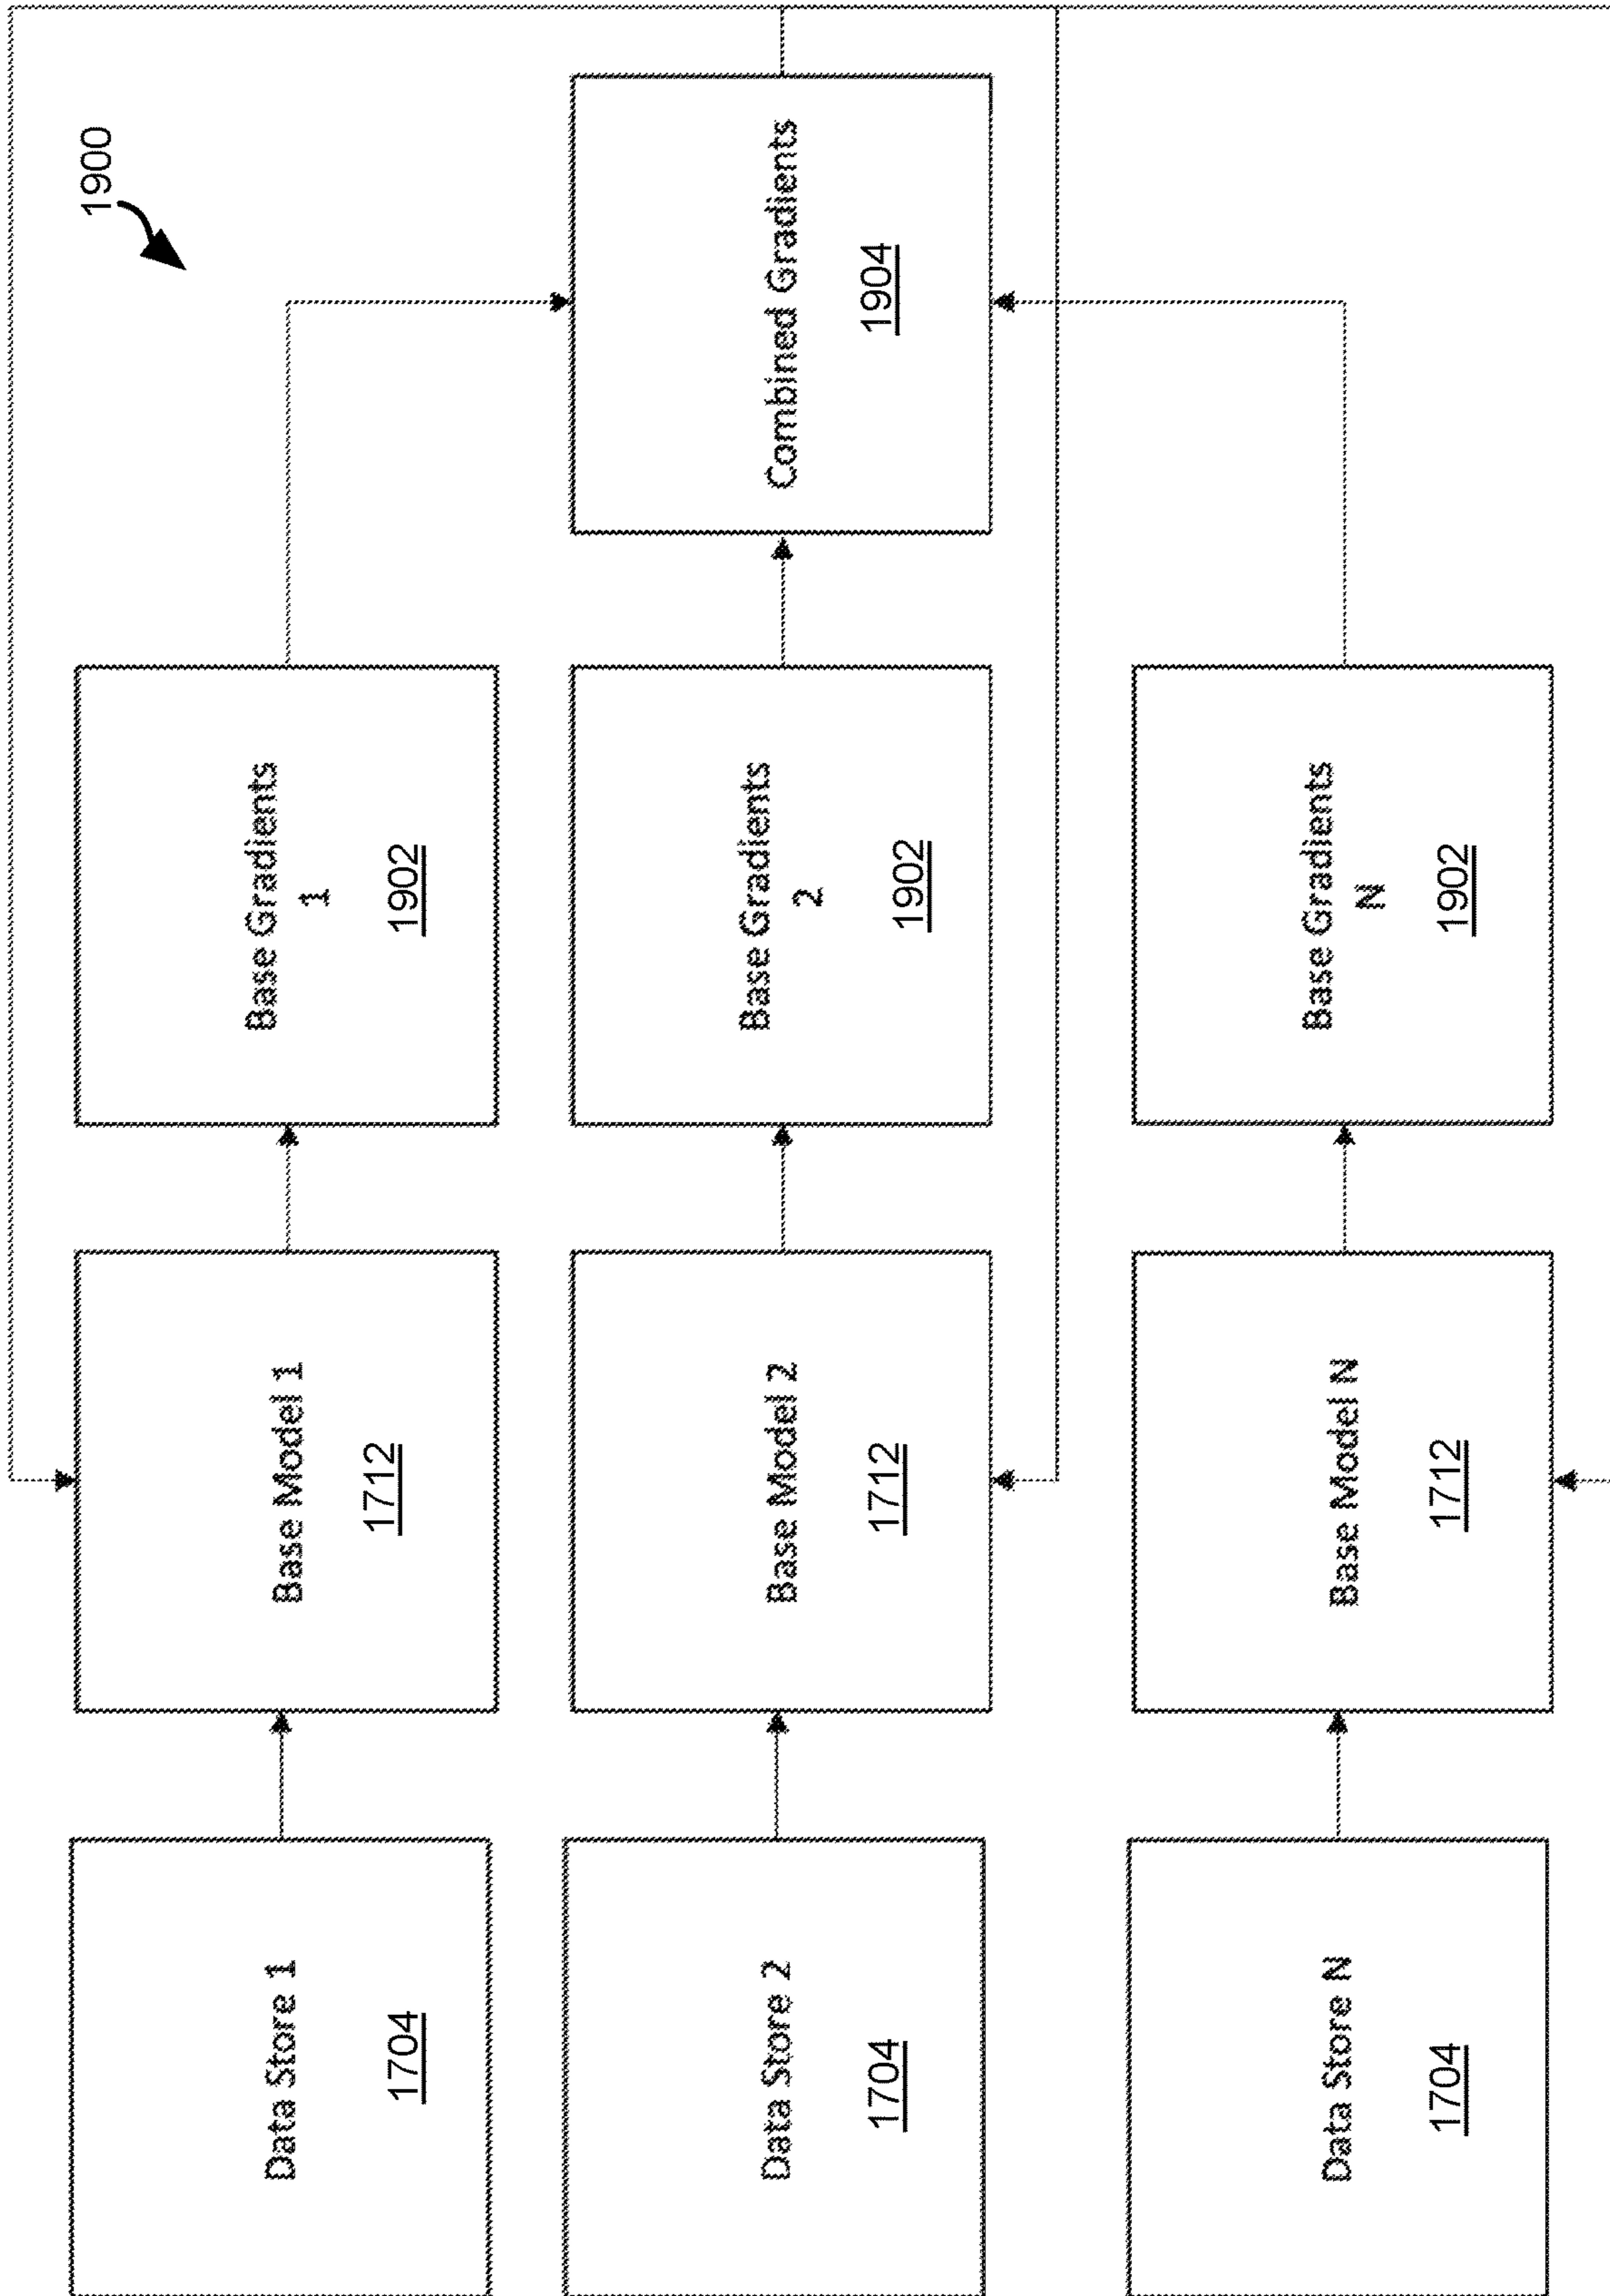 1900
Data Store 1
1704
Base Model 1
1712
Base Gradients
1
1902
Data Store 2
1704
Base Model 2
1712
Base Gradients
2
1902
Combined Gradients
1904
Data Store N
1704
Base Model N
1712
Base Gradients
N
1902